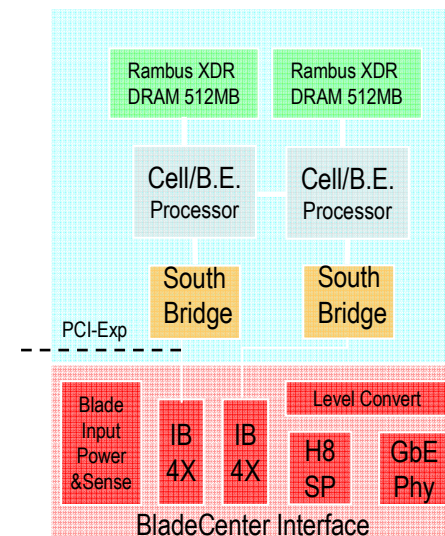 Rambus XDR
DRAM 512MB
Rambus XDR
DRAM 512MB
Cell/B.E.
Processor
Cell/B.E.
Processor
South
Bridge
South
Bridge
PCI-Exp
Blade
Input
Power
&Sense
IB
4X
IB
4X
Level Convert
H8
SP
GbE
Phy
BladeCenter Interface